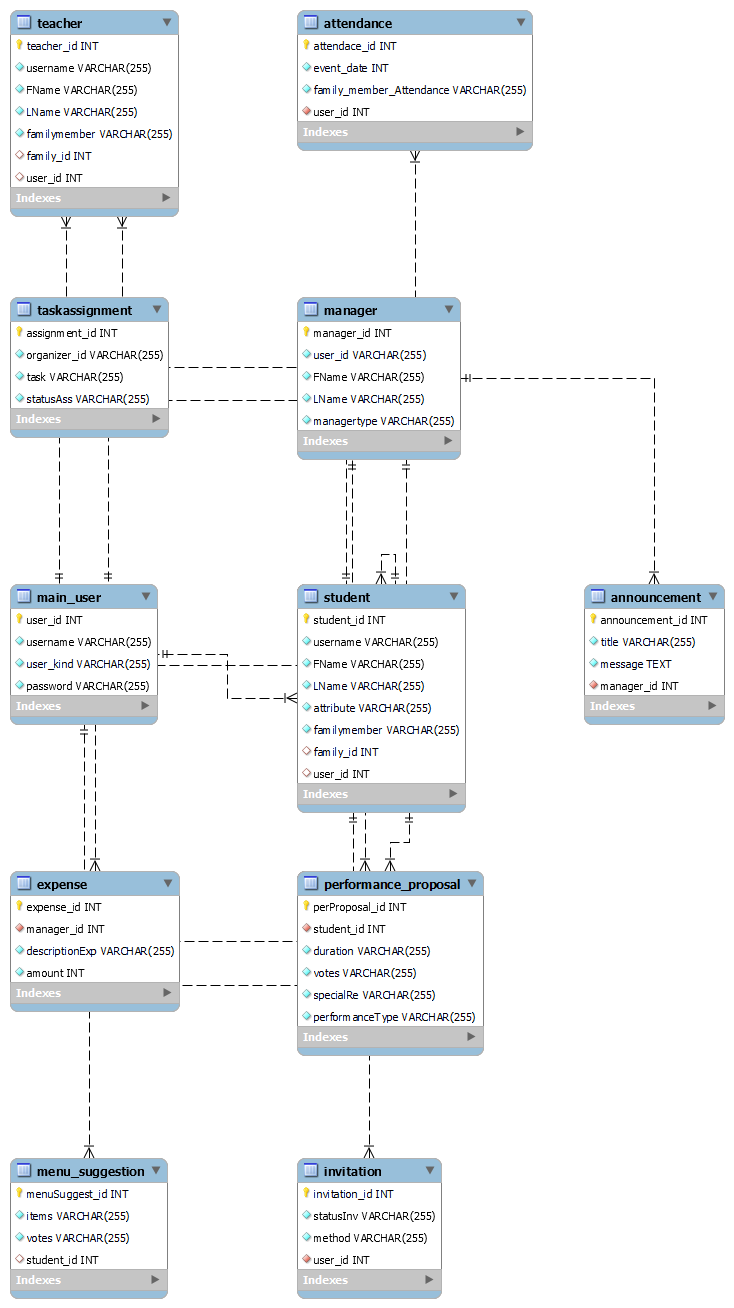 teacher
teacher_id INT
username VARCHAR(255)
FName VARCHAR(255)
LName VARCHAR(255)
familymember VARCHAR(255)
family_id INT
user_id INT
Indexes
attendance
attendace_id INT
event_date INT
family_member_Attendance VARCHAR(255)
user_id INT
Indexes
taskassignment
assignment_id INT
organizer_id VARCHAR(255)
task VARCHAR(255)
statusAss VARCHAR(255)
Indexes
manager
manager_id INT
user_id VARCHAR(255)
FName VARCHAR(255)
LName VARCHAR(255)
managertype VARCHAR(255)
Indexes
main_user
user_id INT
username VARCHAR(255)
user_kind VARCHAR(255)
password VARCHAR(255)
Indexes
student
student_id INT
username VARCHAR(255)
FName VARCHAR(255)
LName VARCHAR(255)
attribute VARCHAR(255)
familymember VARCHAR(255)
family_id INT
user_id INT
Indexes
announcement
announcement_id INT
title VARCHAR(255)
message TEXT
manager_id INT
Indexes
expense
expense_id INT
manager_id INT
descriptionExp VARCHAR(255)
amount INT
Indexes
performance_proposal
perProposal_id INT
student_id INT
duration VARCHAR(255)
votes VARCHAR(255)
specialRe VARCHAR(255)
performanceType VARCHAR(255)
Indexes
menu_suggestion
menuSuggest_id INT
items VARCHAR(255)
votes VARCHAR(255)
student_id INT
Indexes
invitation
invitation_id INT
statusInv VARCHAR(255)
method VARCHAR(255)
user_id INT
Indexes